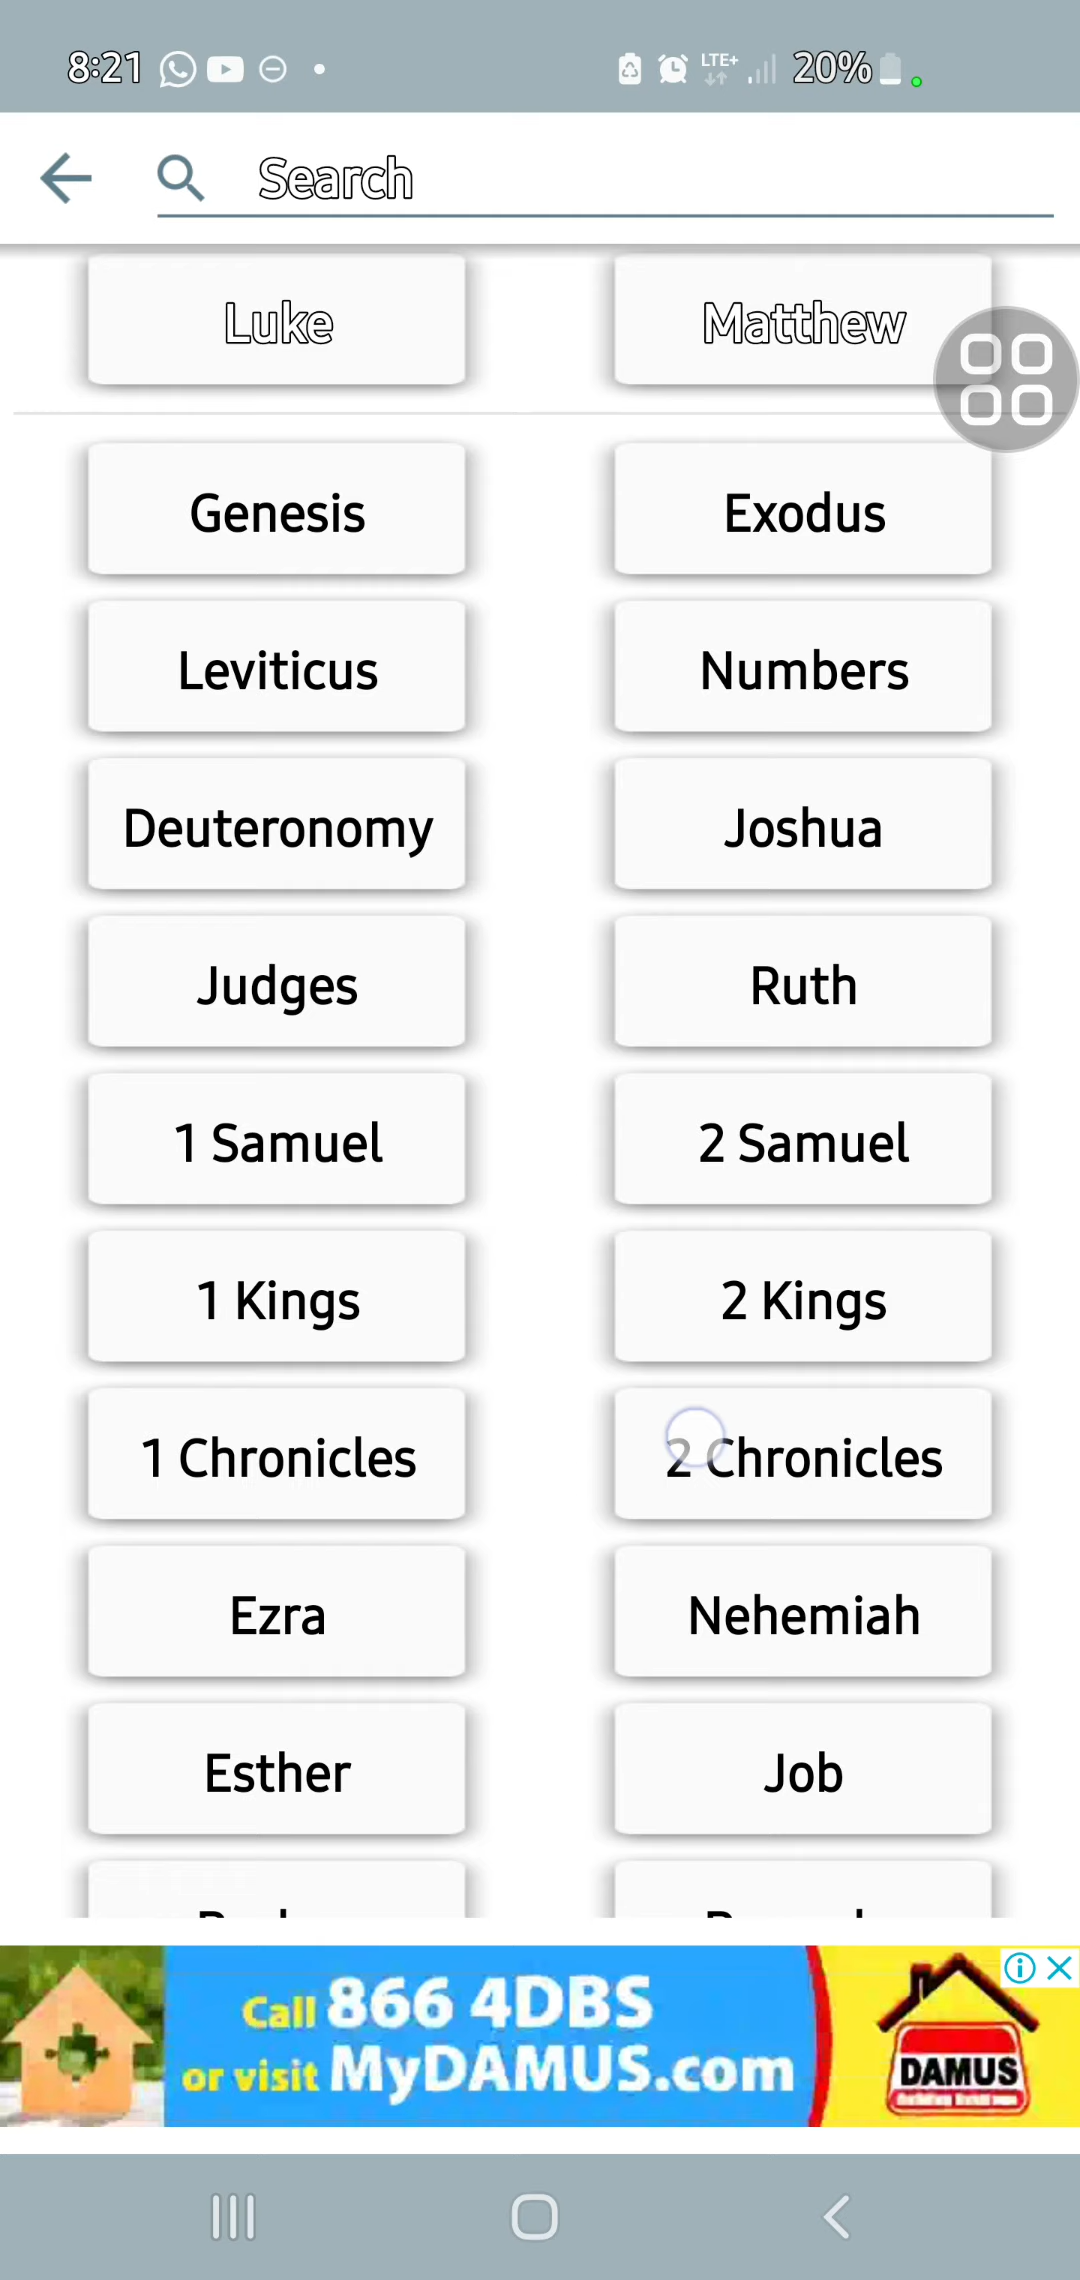 8:21
LTE+ 20%
Search
Luke Matthew
Genesis Exodus
Leviticus Numbers
Deuteronomy Joshua
Judges Ruth
1 Samuel 2 Samuel
1 Kings 2 Kings
1 Chronicles 2 Chronicles
Ezra Nehemiah
Esther Job
Call 866 4DBS
or visit MyDAMUS.com
DAMUS